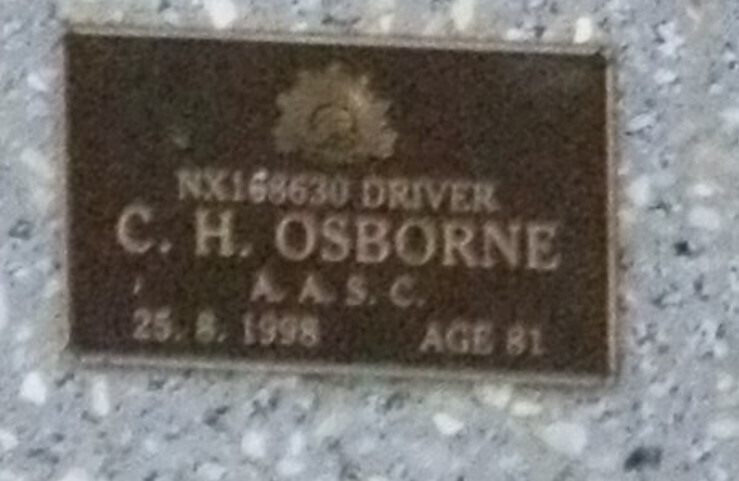 NX168630 DRIVER
C. H. OSBORNE
A. A. S. C.
25. 8. 1998 AGE 81